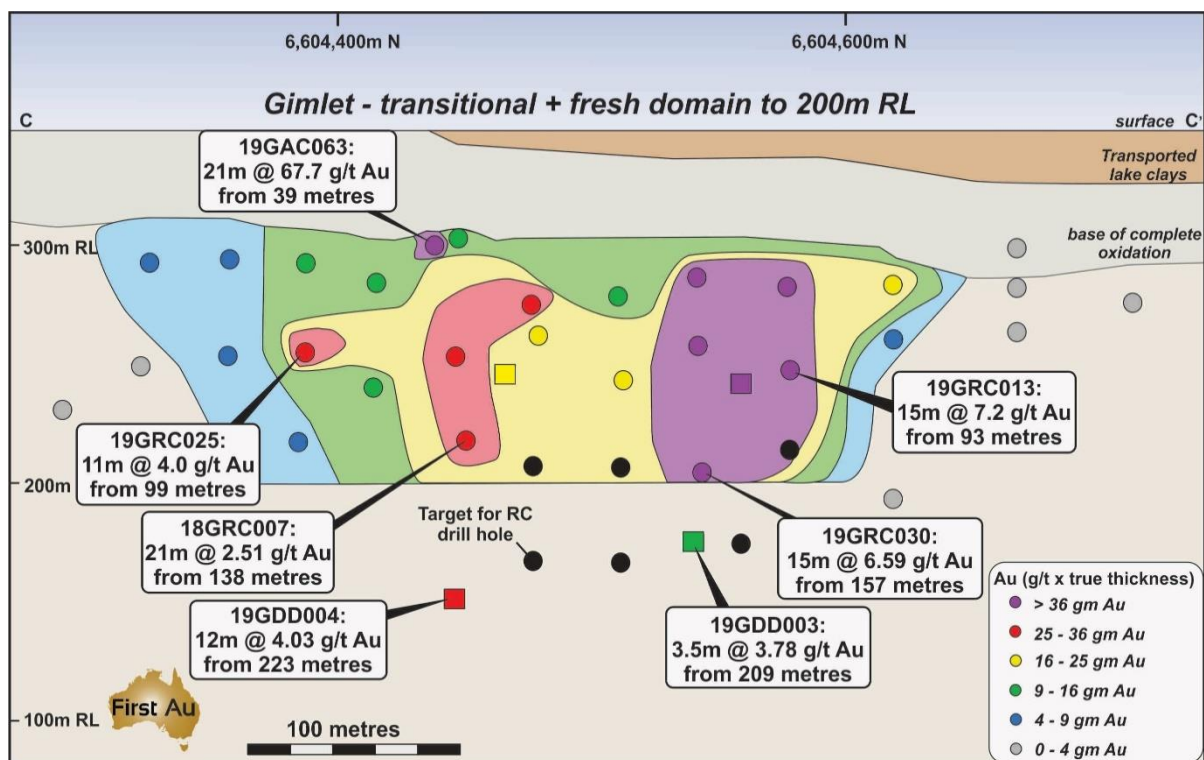 6,604,400m N
6,604,600m N
Gimlet - transitional + fresh domain to 200m RL
C
surface C'
19GAC063:
21m @ 67.7 g/t Au
from 39 metres
Transported
lake clays
300m RL
base of complete
oxidation
19GRC013:
15m @ 7.2 g/t Au
from 93 metres
19GRC025:
11m @ 4.0 g/t Au
from 99 metres
200m
18GRC007:
21m @ 2.51 g/t Au
from 138 metres
Target for RC
drill hole
19GRC030:
15m @ 6.59 g/t Au
from 157 metres
19GDD004:
12m @ 4.03 g/t Au
from 223 metres
19GDD003:
3.5m @ 3.78 g/t Au
from 209 metres
Au (g/t x true thickness)
> 36 gm Au
25 - 36 gm Au
16 - 25 gm Au
9 - 16 gm Au
4 - 9 gm Au
0 - 4 gm Au
First Au
100m RL
100 metres